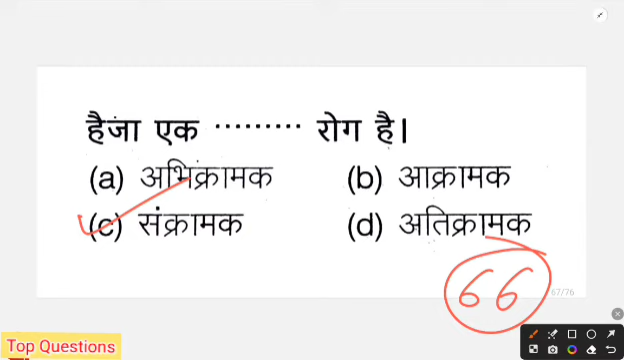 हैजा एक ········· रोग है।
(a) अभिक्रामक (b) आक्रामक
(c) संक्रामक (d) अतिक्रामक
66
67/76
Top Questions